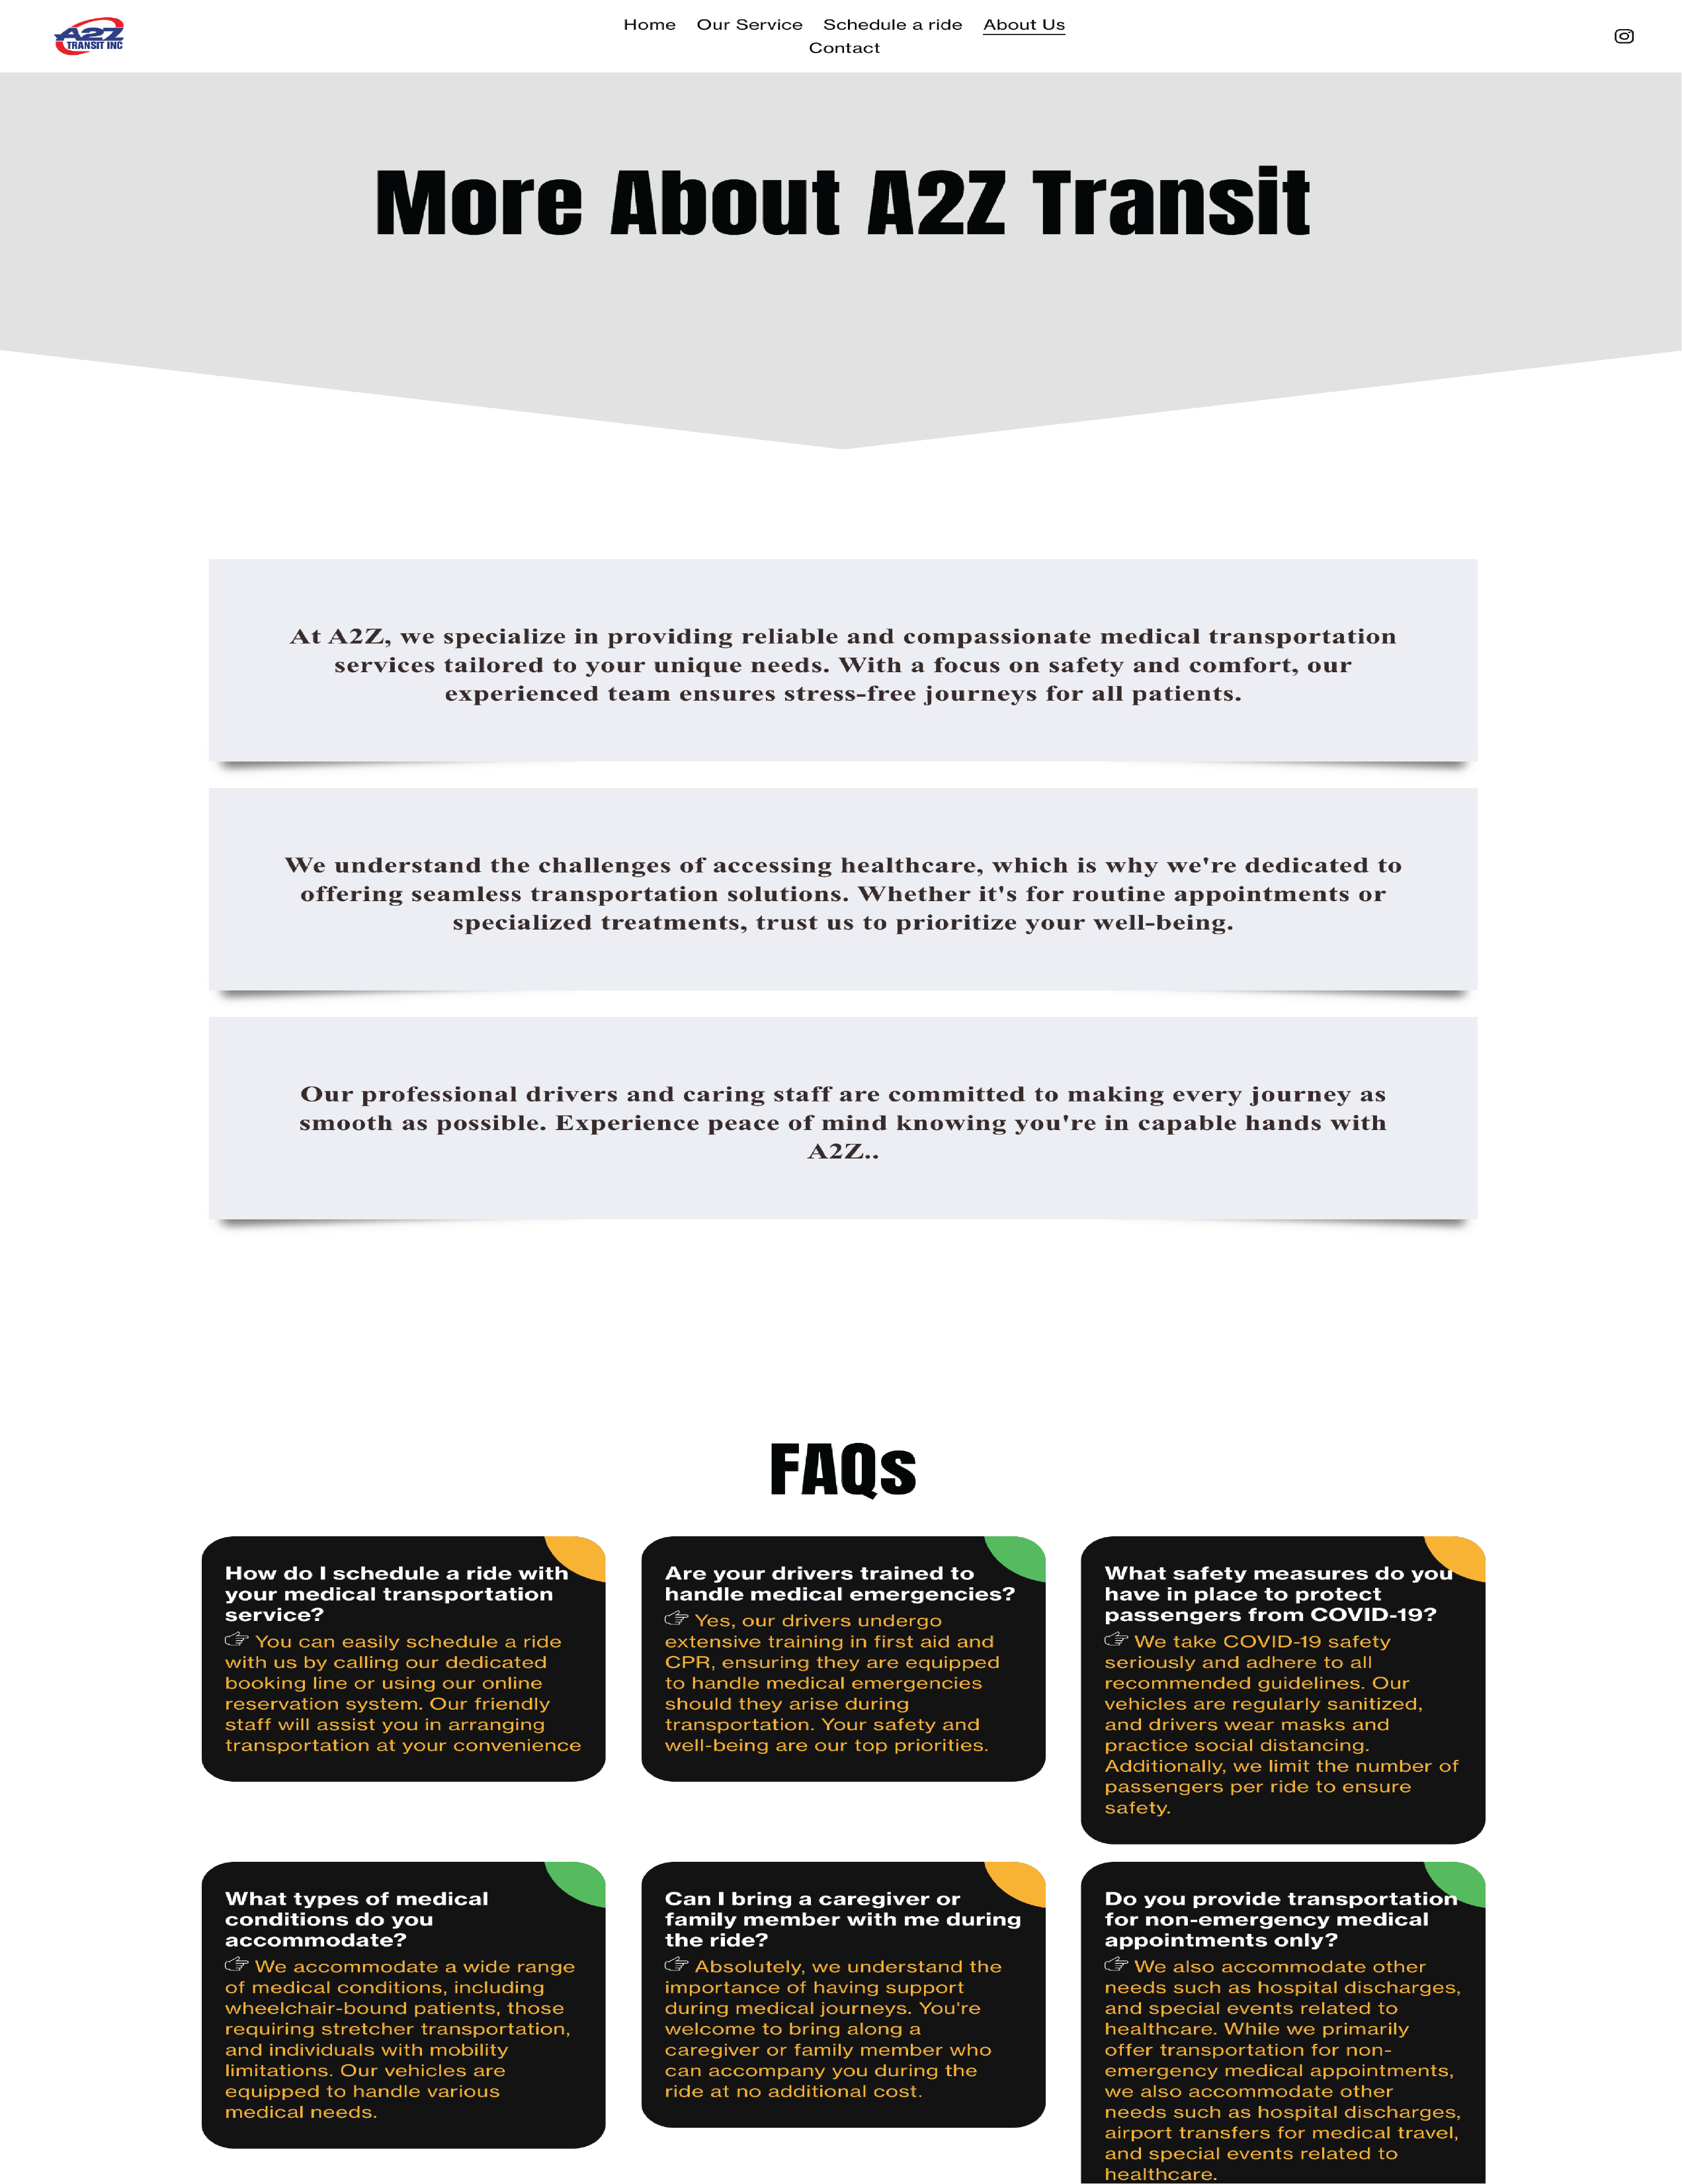 A2Z
TRANSIT INC
Home Our Service Schedule a ride About Us
Contact
More About A2Z Transit
At A2Z, we specialize in providing reliable and compassionate medical transportation
services tailored to your unique needs. With a focus on safety and comfort, our
experienced team ensures stress-free journeys for all patients.
We understand the challenges of accessing healthcare, which is why we're dedicated to
offering seamless transportation solutions. Whether it's for routine appointments or
specialized treatments, trust us to prioritize your well-being.
Our professional drivers and caring staff are committed to making every journey as
smooth as possible. Experience peace of mind knowing you're in capable hands with
A2Z..
FAQs
How do I schedule a ride with
your medical transportation
service?
☞ You can easily schedule a ride
with us by calling our dedicated
booking line or using our online
reservation system. Our friendly
staff will assist you in arranging
transportation at your convenience
Are your drivers trained to
handle medical emergencies?
☞ Yes, our drivers undergo
extensive training in first aid and
CPR, ensuring they are equipped
to handle medical emergencies
should they arise during
transportation. Your safety and
well-being are our top priorities.
What safety measures do you
have in place to protect
passengers from COVID-19?
☞ We take COVID-19 safety
seriously and adhere to all
recommended guidelines. Our
vehicles are regularly sanitized,
and drivers wear masks and
practice social distancing.
Additionally, we limit the number of
passengers per ride to ensure
safety.
What types of medical
conditions do you
accommodate?
☞ We accommodate a wide range
of medical conditions, including
wheelchair-bound patients, those
requiring stretcher transportation,
and individuals with mobility
limitations. Our vehicles are
equipped to handle various
medical needs.
Can I bring a caregiver or
family member with me during
the ride?
☞ Absolutely, we understand the
importance of having support
during medical journeys. You're
welcome to bring along a
caregiver or family member who
can accompany you during the
ride at no additional cost.
Do you provide transportation
for non-emergency medical
appointments only?
☞ We also accommodate other
needs such as hospital discharges,
and special events related to
healthcare. While we primarily
offer transportation for non-
emergency medical appointments,
we also accommodate other
needs such as hospital discharges,
airport transfers for medical travel,
and special events related to
healthcare.